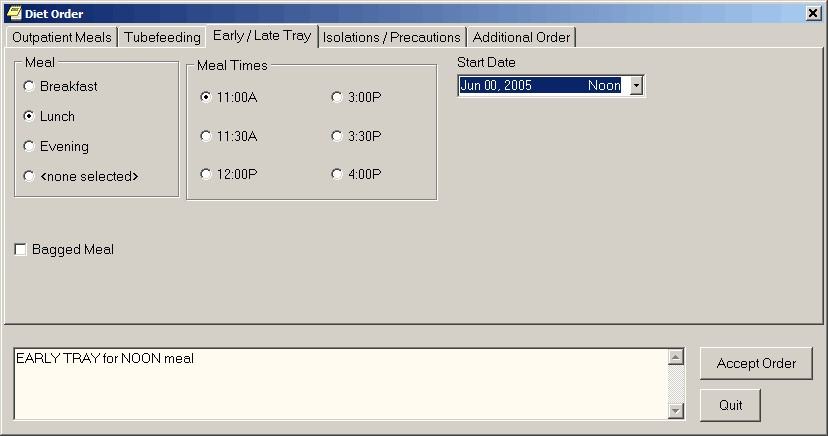 Diet Order
Outpatient Meals Tubefeeding Early / Late Tray Isolations / Precautions Additional Order
Meal
Breakfast
Lunch
Evening
<none selected>
Meal Times
11:00A 3:00P
11:30A 3:30P
12:00P 4:00P
Start Date
Jun 00, 2005 Noon
Bagged Meal
EARLY TRAY for NOON meal
Accept Order
Quit